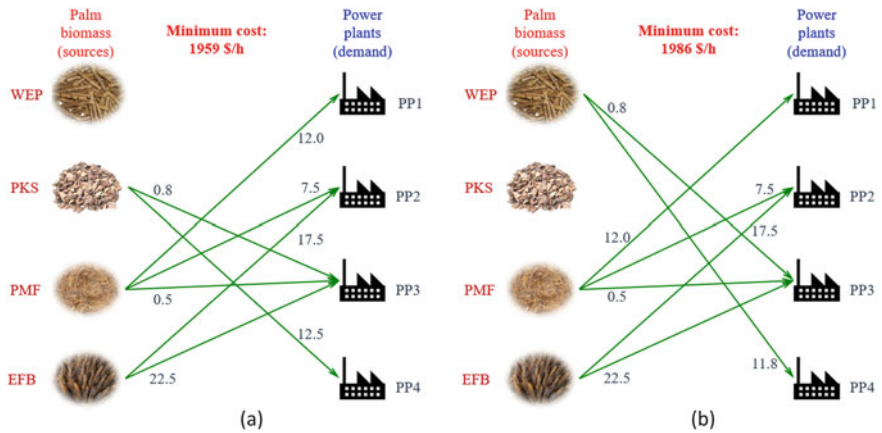 Palm
biomass
(sources)
Minimum cost:
1959 $/h
Power
plants
(demand)
WEP
PP1
12.0
PKS
0.8
7.5
PP2
17.5
PMF
0.5
PP3
12.5
EFB
22.5
PP4
(a)
Palm
biomass
(sources)
Minimum cost:
1986 $/h
Power
plants
(demand)
WEP
0.8
PP1
PKS
7.5
PP2
12.0
17.5
PMF
0.5
PP3
11.8
EFB
22.5
PP4
(b)